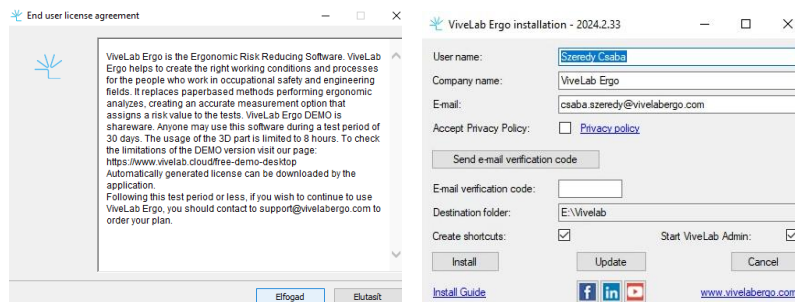 End user license agreement
ViveLab Ergo is the Ergonomic Risk Reducing Software. ViveLab
Ergo helps to create the right working conditions and processes
for the people who work in occupational safety and engineering
fields. It replaces paperbased methods performing ergonomic
analyzes, creating an accurate measurement option that
assigns a risk value to the tests. ViveLab Ergo DEMO is
shareware. Anyone may use this software during a test period of
30 days. The usage of the 3D part is limited to 8 hours. To check
the limitations of the DEMO version visit our page:
https://www.vivelab.cloud/free-demo-desktop
Automatically generated license can be downloaded by the
application.
Following this test period or less, if you wish to continue to use
ViveLab Ergo, you should contact to support@vivelabergo.com to
order your plan.
Elfogad Elutasít
ViveLab Ergo installation - 2024.2.33
User name: Szeredy Csaba
Company name: ViveLab Ergo
E-mail: csaba.szeredy@vivelabergo.com
Accept Privacy Policy: Privacy policy
Send e-mail verification code
E-mail verification code:
Destination folder: E:\Vivelab
Create shortcuts: Start ViveLab Admin:
Install Update Cancel
Install Guide f in www.vivelabergo.com